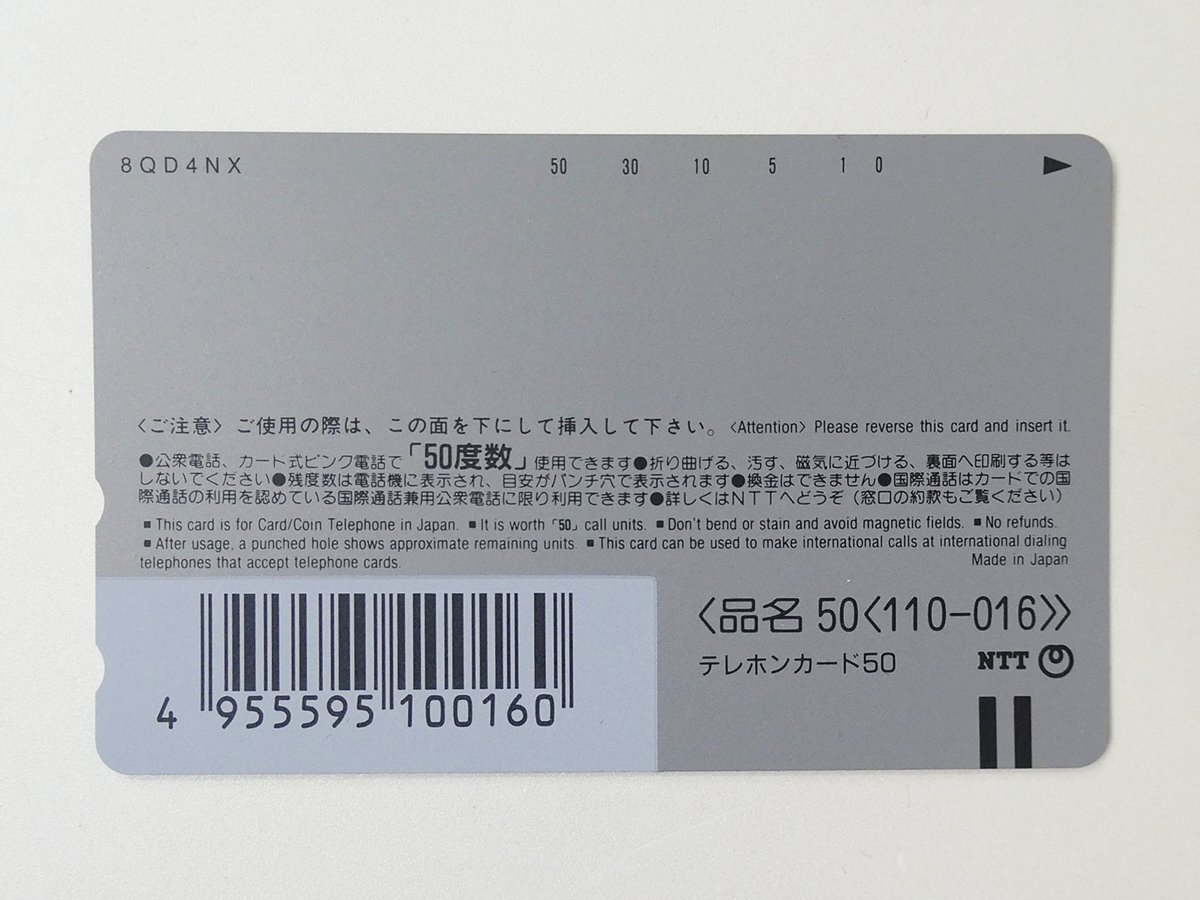 8QD4NX 50 30 10 5 1 0 ▶
〈ご注意〉 ご使用の際は、この面を下にして挿入して下さい。 〈Attention〉 Please reverse this card and insert it.
●公衆電話、カード式ピンク電話で「50度数」使用できます●折り曲げる、汚す、磁気に近づける、裏面へ印刷する等は
しないでください●残度数は電話機に表示され、目安がパンチ穴で表示されます●換金はできません●国際通話はカードでの国
際通話の利用を認めている国際通話兼用公衆電話に限り利用できます●詳しくはNTTへどうぞ（窓口の約款もご覧ください）
■ This card is for Card/Coin Telephone in Japan. ■ It is worth「50」call units. ■ Don't bend or stain and avoid magnetic fields. ■ No refunds.
■ After usage, a punched hole shows approximate remaining units. ■ This card can be used to make international calls at international dialing
telephones that accept telephone cards. Made in Japan
〈品名 50〈110-016〉〉
テレホンカード50 NTT
4 955595 100160